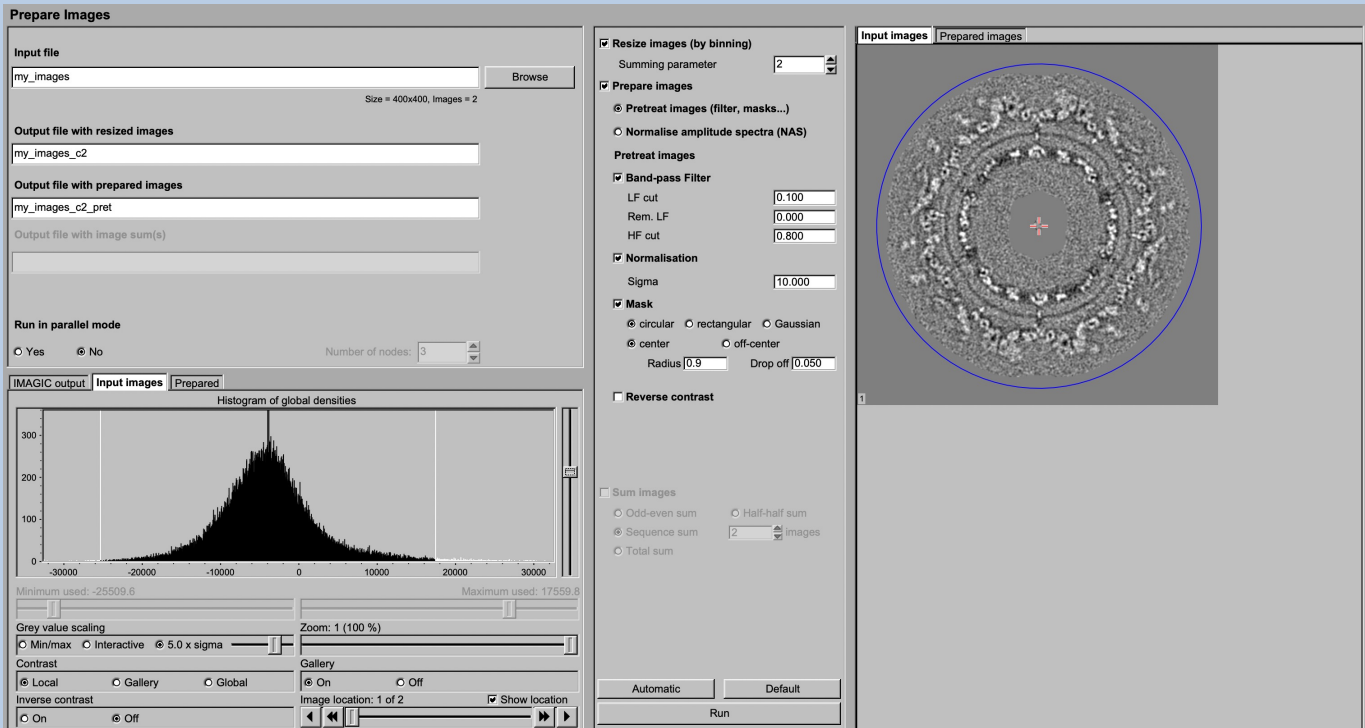 Prepare Images
Input file
my_images
Browse
Size = 400x400, Images = 2
Output file with resized images
my_images_c2
Output file with prepared images
my_images_c2_pret
Output file with image sum(s)
Run in parallel mode
Yes No Number of nodes: 3
IMAGIC output Input images Prepared
Histogram of global densities
300
200
100
0
-30000 -20000 -10000 0 10000 20000 30000
Minimum used: -25509.6 Maximum used: 17559.8
Grey value scaling Zoom: 1 (100 %)
Min/max Interactive 5.0 x sigma
Contrast Gallery
Local Gallery Global On Off
Inverse contrast Image location: 1 of 2 Show location
On Off
Resize images (by binning)
Summing parameter 2
Prepare images
Pretreat images (filter, masks...)
Normalise amplitude spectra (NAS)
Pretreat images
Band-pass Filter
LF cut 0.100
Rem. LF 0.000
HF cut 0.800
Normalisation
Sigma 10.000
Mask
circular rectangular Gaussian
center off-center
Radius 0.9 Drop off 0.050
Reverse contrast
Sum images
Odd-even sum Half-half sum
Sequence sum 2 images
Total sum
Automatic Default
Run
Input images Prepared images
1